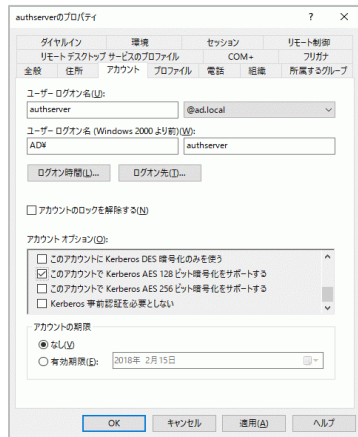 authserverのプロパティ ? ×
ダイヤルイン 環境 セッション リモート制御
リモート デスクトップ サービスのプロファイル COM+ フリガナ
全般 住所 アカウント プロファイル 電話 組織 所属するグループ
ユーザー ログオン名(U):
authserver @ad.local
ユーザー ログオン名 (Windows 2000 より前)(W):
AD¥ authserver
ログオン時間(L)... ログオン先(T)...
アカウントのロックを解除する(N)
アカウント オプション(O):
このアカウントに Kerberos DES 暗号化のみを使う
このアカウントで Kerberos AES 128 ビット暗号化をサポートする
このアカウントで Kerberos AES 256 ビット暗号化をサポートする
Kerberos 事前認証を必要としない
アカウントの期限
なし(V)
有効期限(E): 2018年 2月15日
OK キャンセル 適用(A) ヘルプ